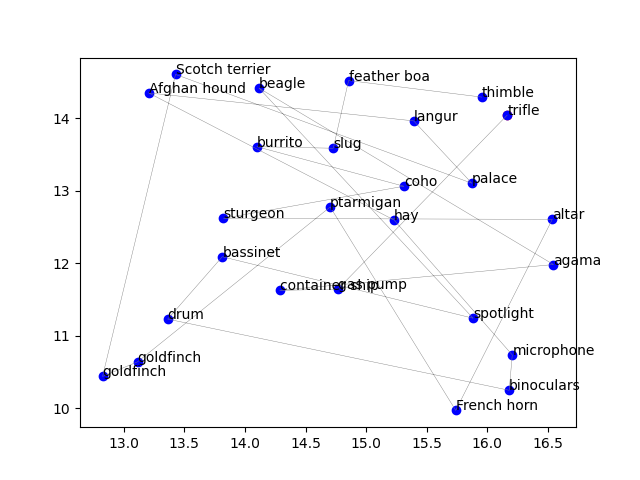 Scotch terrier
feather boa
beagle
Afghan hound
thimble
trifle
langur
burrito
slug
coho
palace
ptarmigan
sturgeon
hay
altar
bassinet
agama
container ship
gas pump
drum
spotlight
microphone
goldfinch
goldfinch
binoculars
French horn
14
13
12
11
10
13.0
13.5
14.0
14.5
15.0
15.5
16.0
16.5